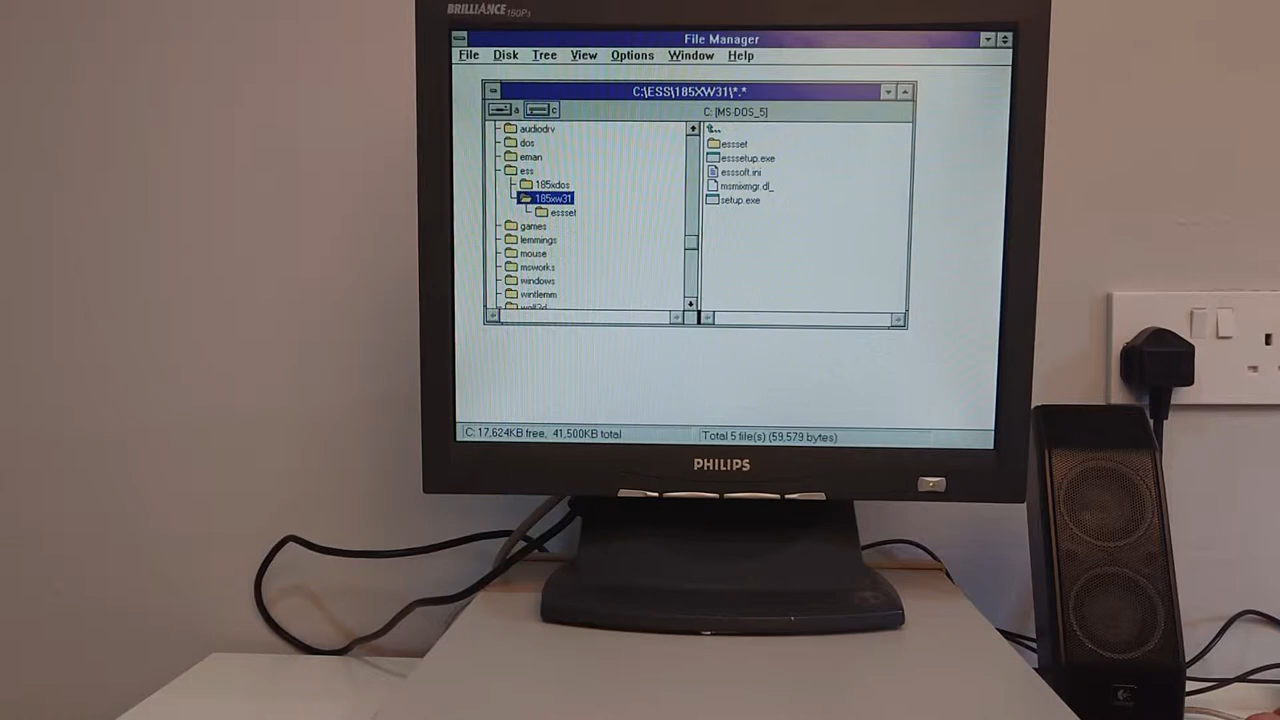 BRILLIANCE 150P3
File Manager
File Disk Tree View Options Window Help
C:\ESS\185XW31\*.*
a c C: [MS-DOS_5]
audiodrv
dos
eman
ess
185xdos
185xw31
essset
games
lemmings
mouse
msworks
windows
wintlemm
wolf3d
..
essset
esssetup.exe
esssoft.ini
msmixmgr.dl_
setup.exe
C: 17,624KB free, 41,500KB total Total 5 file(s) (59,579 bytes)
PHILIPS